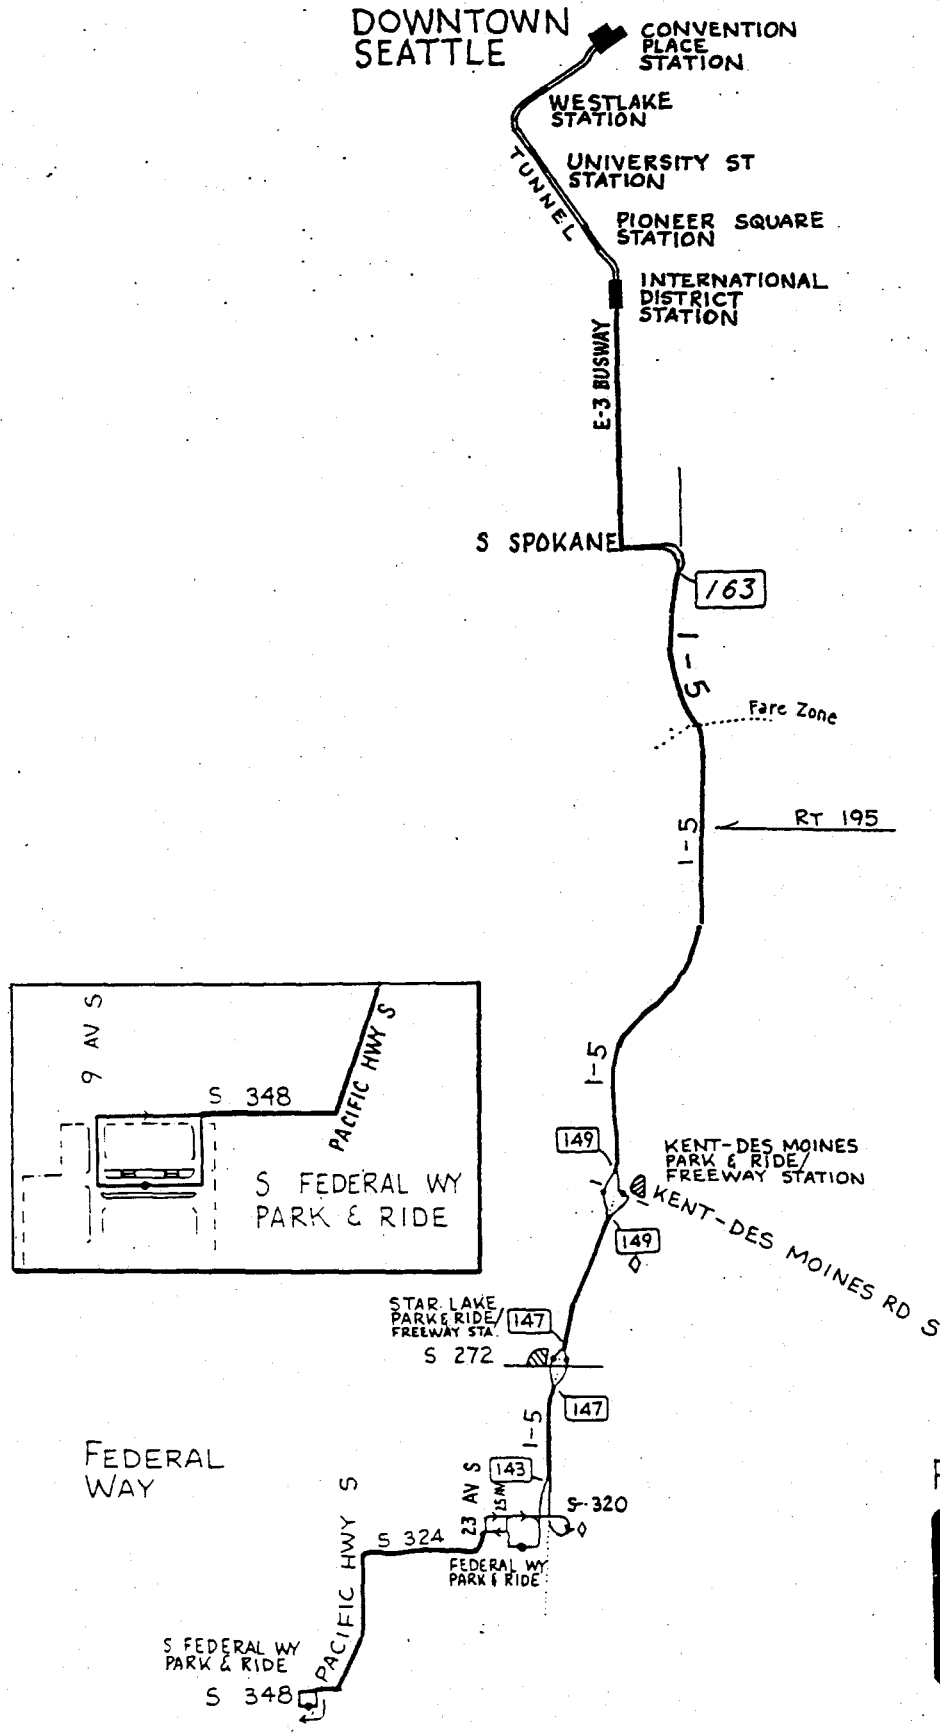 DOWNTOWN
SEATTLE
CONVENTION
PLACE
STATION
WESTLAKE
STATION
TUNNEL
UNIVERSITY ST
STATION
PIONEER SQUARE
STATION
INTERNATIONAL
DISTRICT
STATION
E-3 BUSWAY
S SPOKANE
163
I-5
Fare Zone
I-5
RT 195
I-5
9 AV S
S 348
PACIFIC HWY S
S FEDERAL WY
PARK & RIDE
149
KENT-DES MOINES
PARK & RIDE/
FREEWAY STATION
KENT-DES MOINES RD S
149
STAR LAKE
PARK & RIDE/
FREEWAY STA.
147
S 272
147
I-5
FEDERAL
WAY
143
23 AV S
25 AV
S 320
S 324
FEDERAL WY
PARK & RIDE
PACIFIC HWY S
S FEDERAL WY
PARK & RIDE
S 348